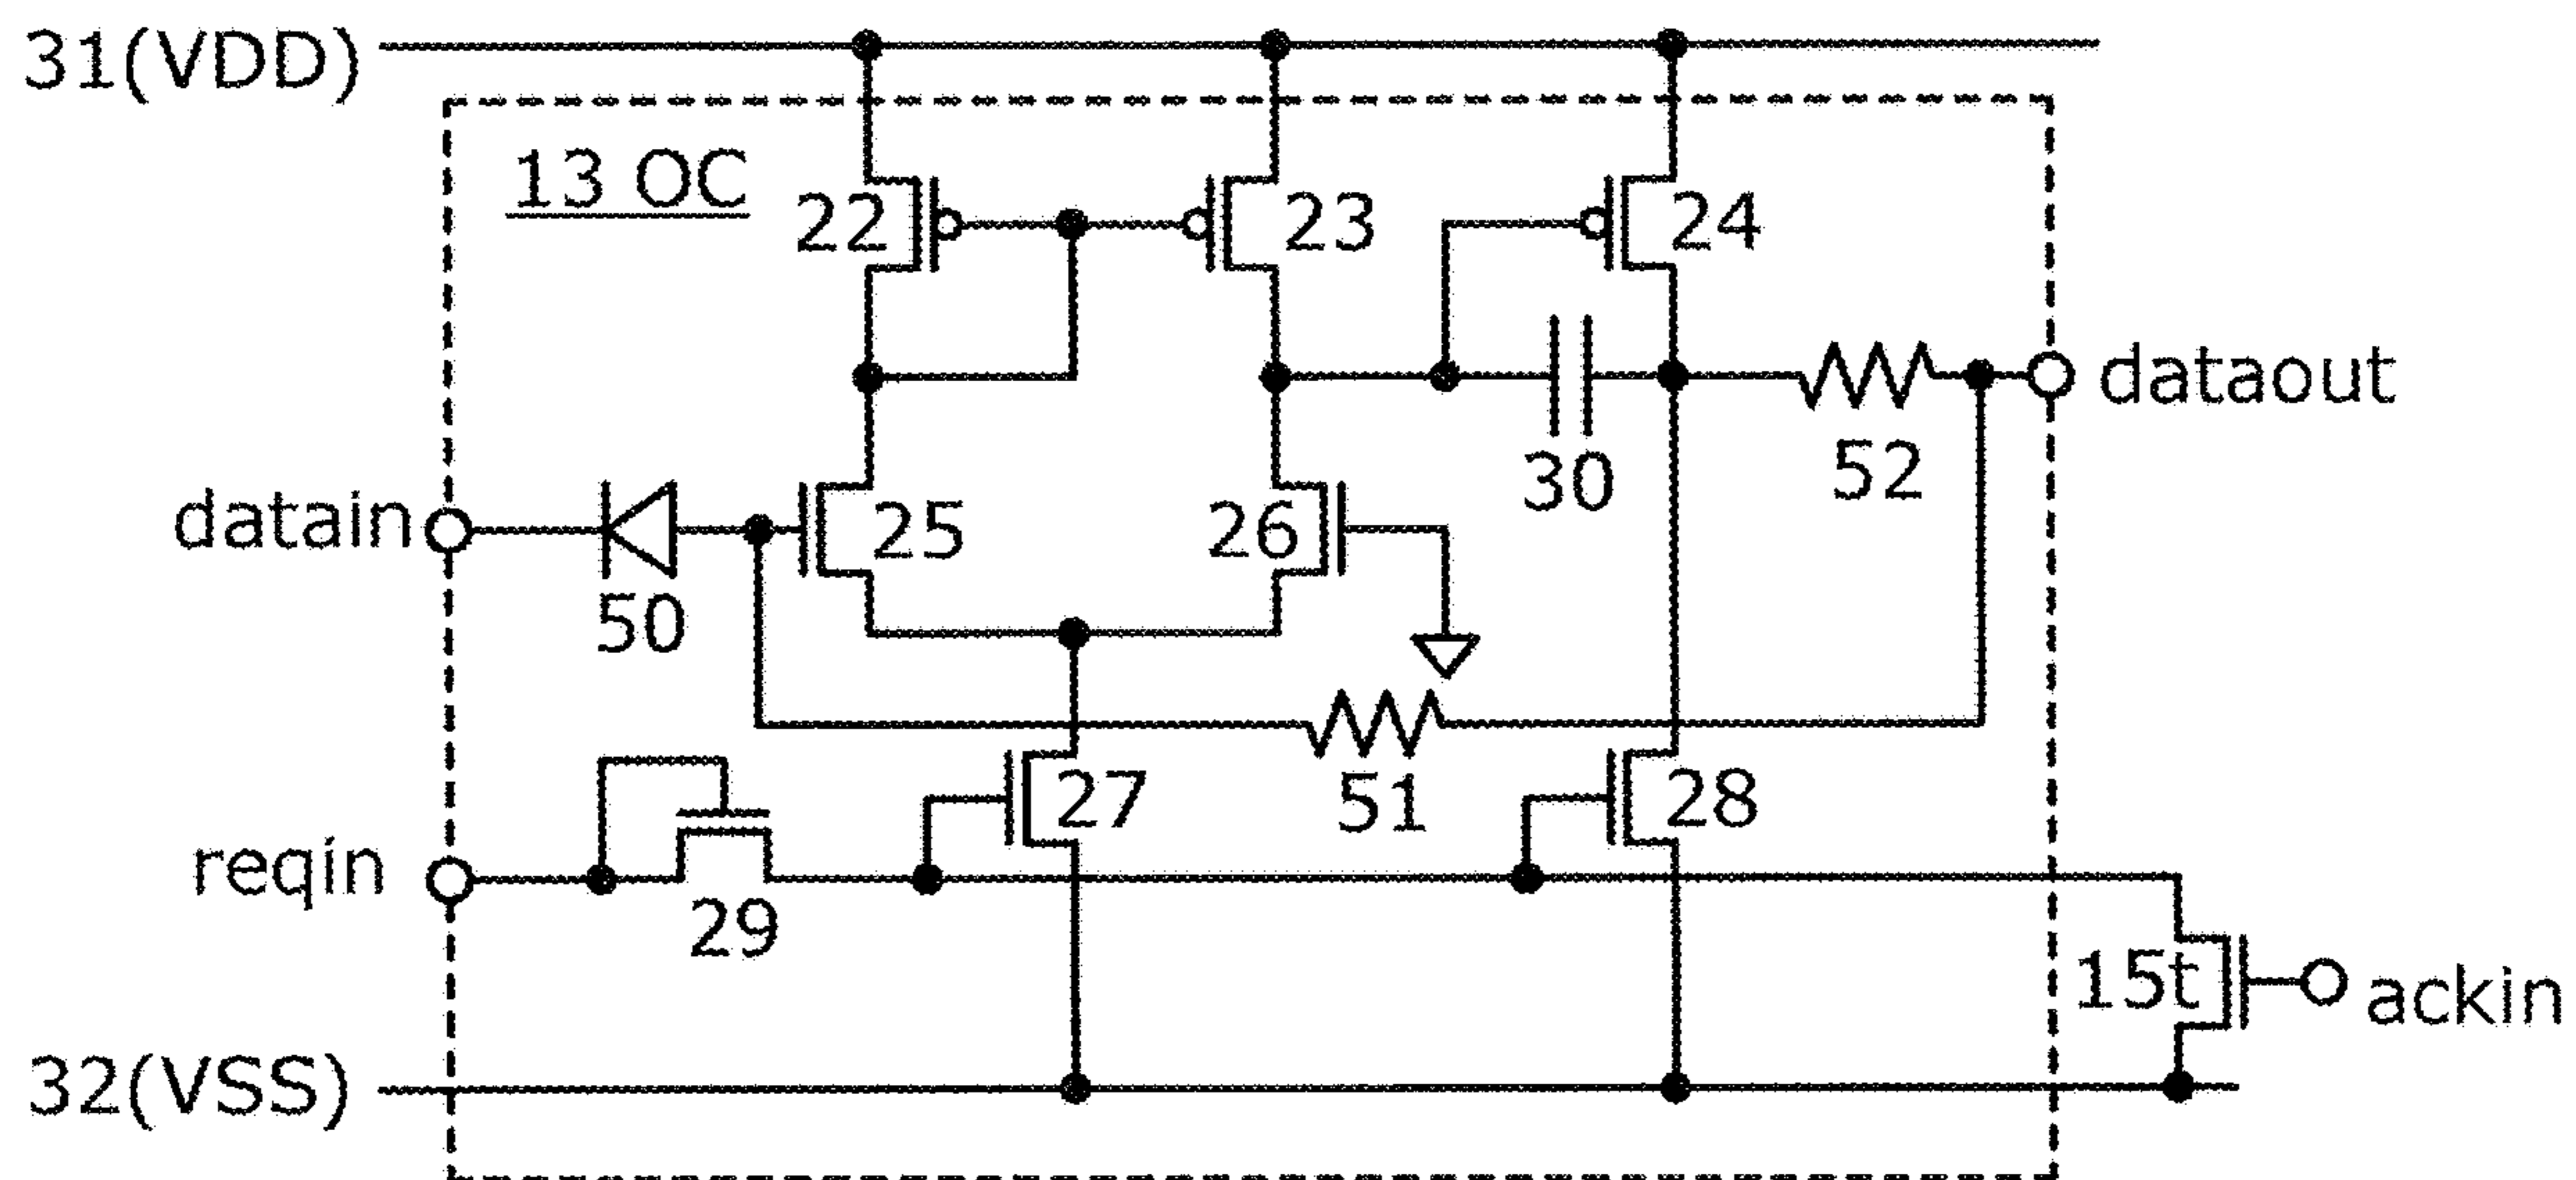 31(VDD)
13 OC
22
23
24
dataout
52
30
datain
25
26
50
27
28
51
reqin
29
15t
ackin
32(VSS)